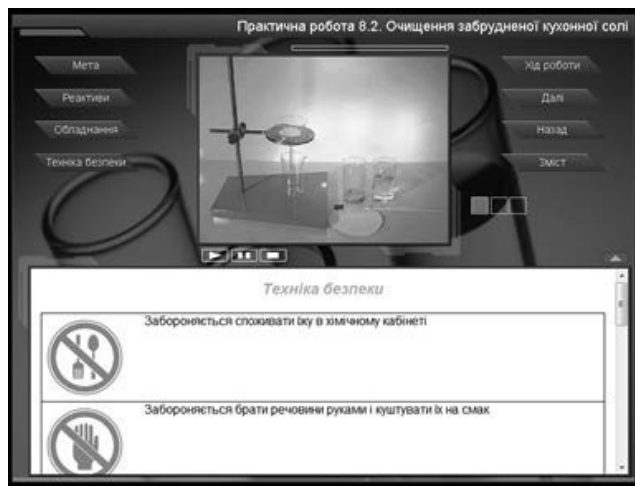 Практична робота 8.2. Очищення забрудненої кухонної солі
Мета
Реактиви
Обладнання
Техніка безпеки
Хід роботи
Далі
Назад
Зміст
Техніка безпеки
Забороняється споживати їжу в хімічному кабінеті
Забороняється брати речовини руками і куштувати їх на смак